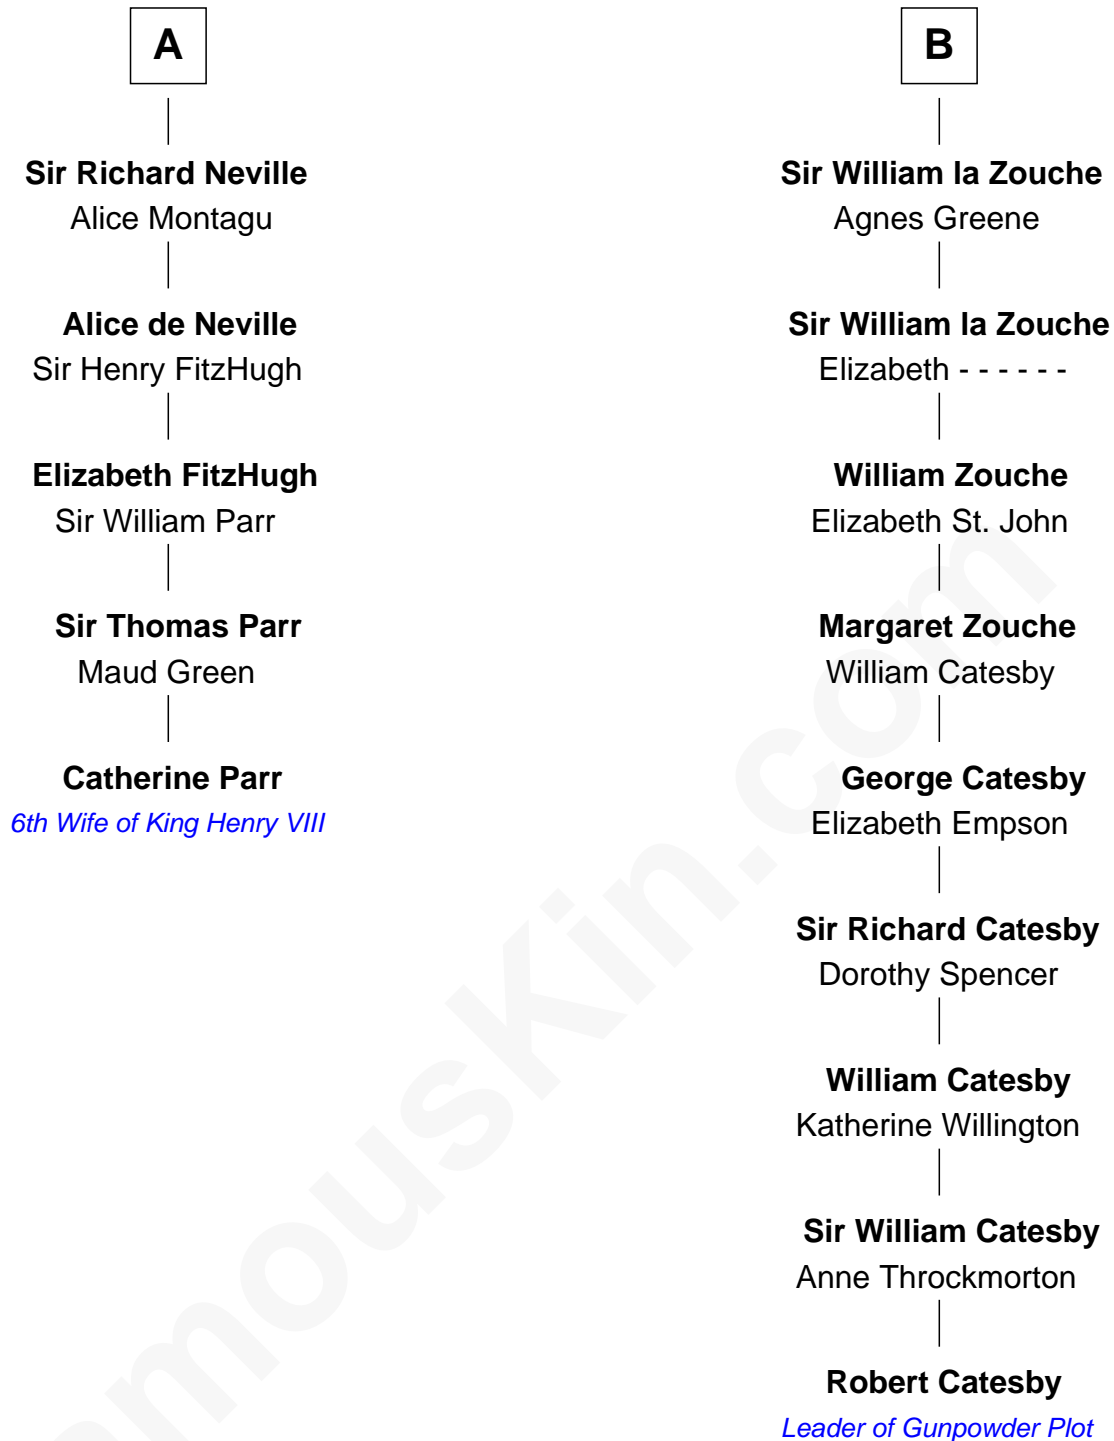 A
Sir Richard Neville
Alice Montagu
Alice de Neville
Sir Henry FitzHugh
Elizabeth FitzHugh
Sir William Parr
Sir Thomas Parr
Maud Green
Catherine Parr
6th Wife of King Henry VIII
B
Sir William la Zouche
Agnes Greene
Sir William la Zouche
Elizabeth - - - - - -
William Zouche
Elizabeth St. John
Margaret Zouche
William Catesby
George Catesby
Elizabeth Empson
Sir Richard Catesby
Dorothy Spencer
William Catesby
Katherine Willington
Sir William Catesby
Anne Throckmorton
Robert Catesby
Leader of Gunpowder Plot
amouskin.com